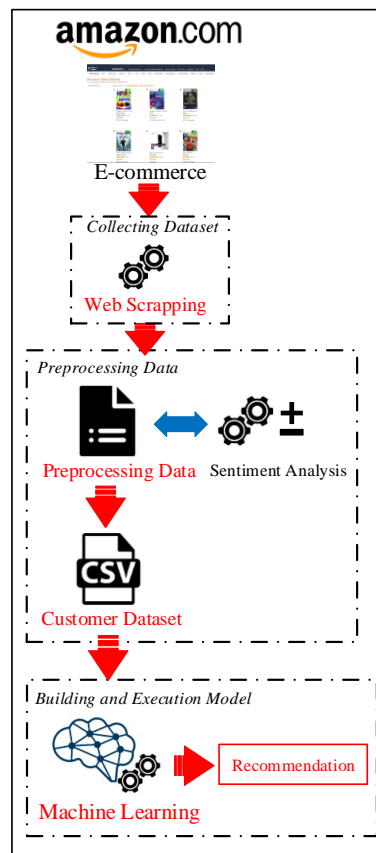 amazon.com
E-commerce
Collecting Dataset
Web Scrapping
Preprocessing Data
Preprocessing Data
Sentiment Analysis
CSV
Customer Dataset
Building and Execution Model
Recommendation
Machine Learning